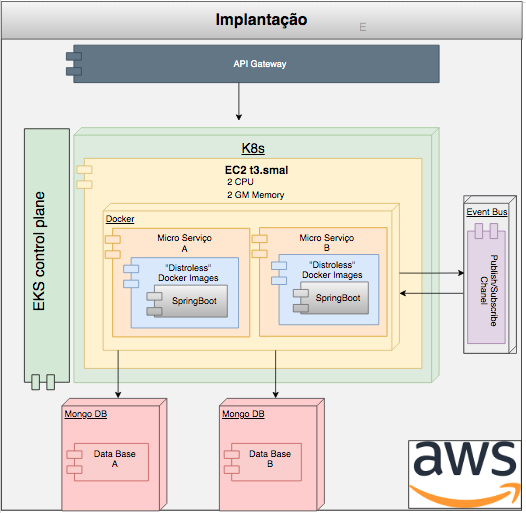 Implantação
E
API Gateway
K8s
EC2 t3.smal
2 CPU
2 GM Memory
EKS control plane
Docker
Micro Serviço
A
"Distroless"
Docker Images
SpringBoot
Micro Serviço
B
"Distroless"
Docker Images
SpringBoot
Event Bus
Publish/Subscribe
Chanel
Mongo DB
Data Base
A
Mongo DB
Data Base
B
aws